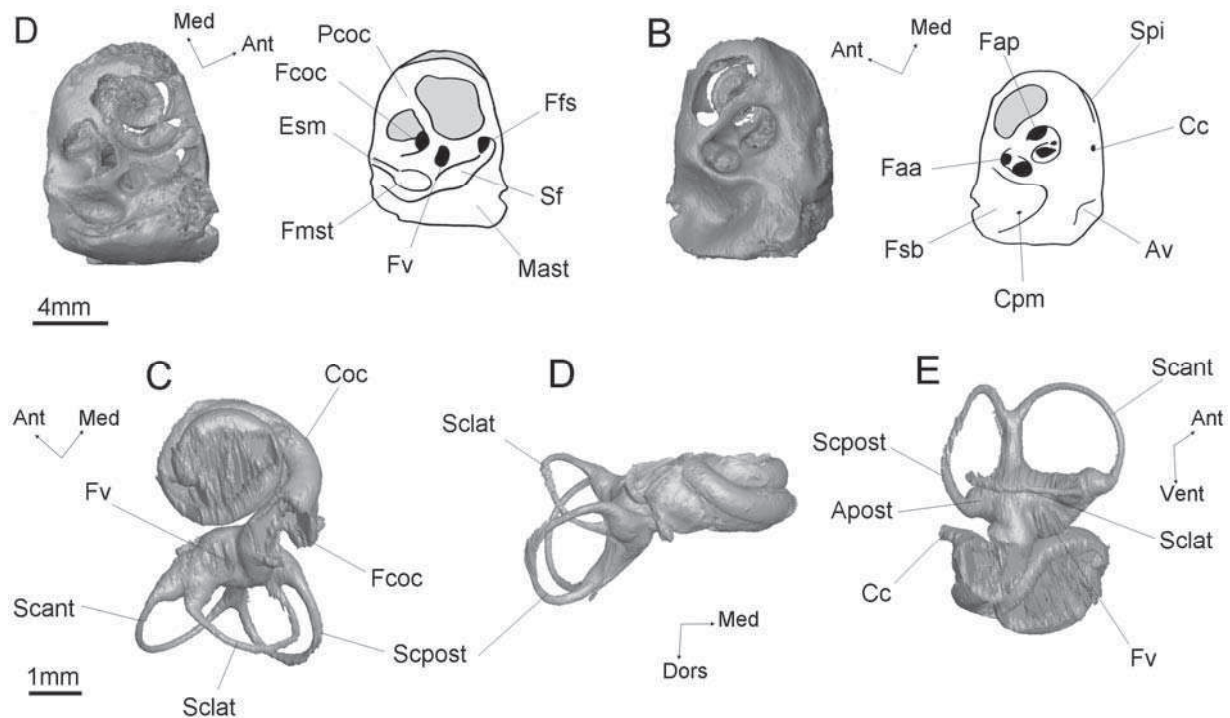 D
Med
Ant
Pcoc
Fcoc
Esm
Ffs
Sf
Fmst
Fv
Mast
4mm
B
Ant
Med
Fap
Spi
Cc
Faa
Fsb
Cpm
Av
C
Ant
Med
Coc
Fv
Fcoc
Scant
Scpost
Sclat
1mm
D
Sclat
Med
Dors
E
Scant
Ant
Vent
Scpost
Apost
Sclat
Cc
Fv